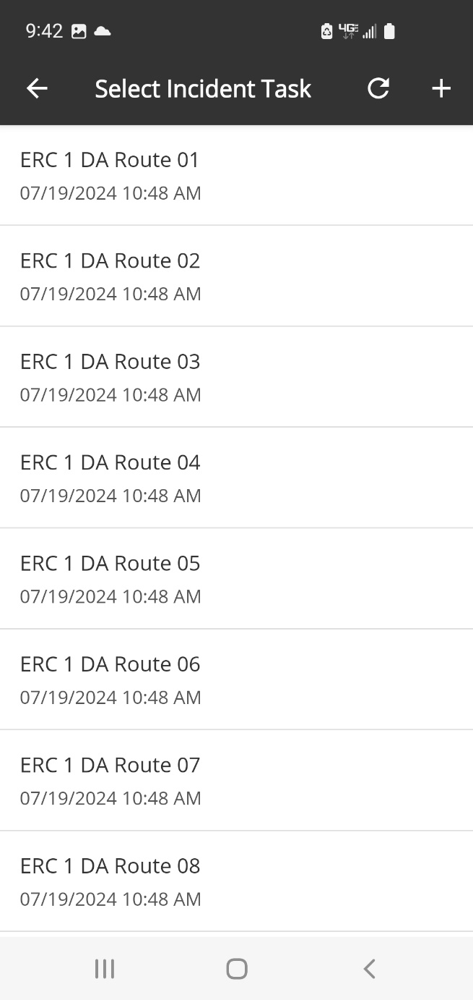 9:42 4G
Select Incident Task
ERC 1 DA Route 01
07/19/2024 10:48 AM
ERC 1 DA Route 02
07/19/2024 10:48 AM
ERC 1 DA Route 03
07/19/2024 10:48 AM
ERC 1 DA Route 04
07/19/2024 10:48 AM
ERC 1 DA Route 05
07/19/2024 10:48 AM
ERC 1 DA Route 06
07/19/2024 10:48 AM
ERC 1 DA Route 07
07/19/2024 10:48 AM
ERC 1 DA Route 08
07/19/2024 10:48 AM